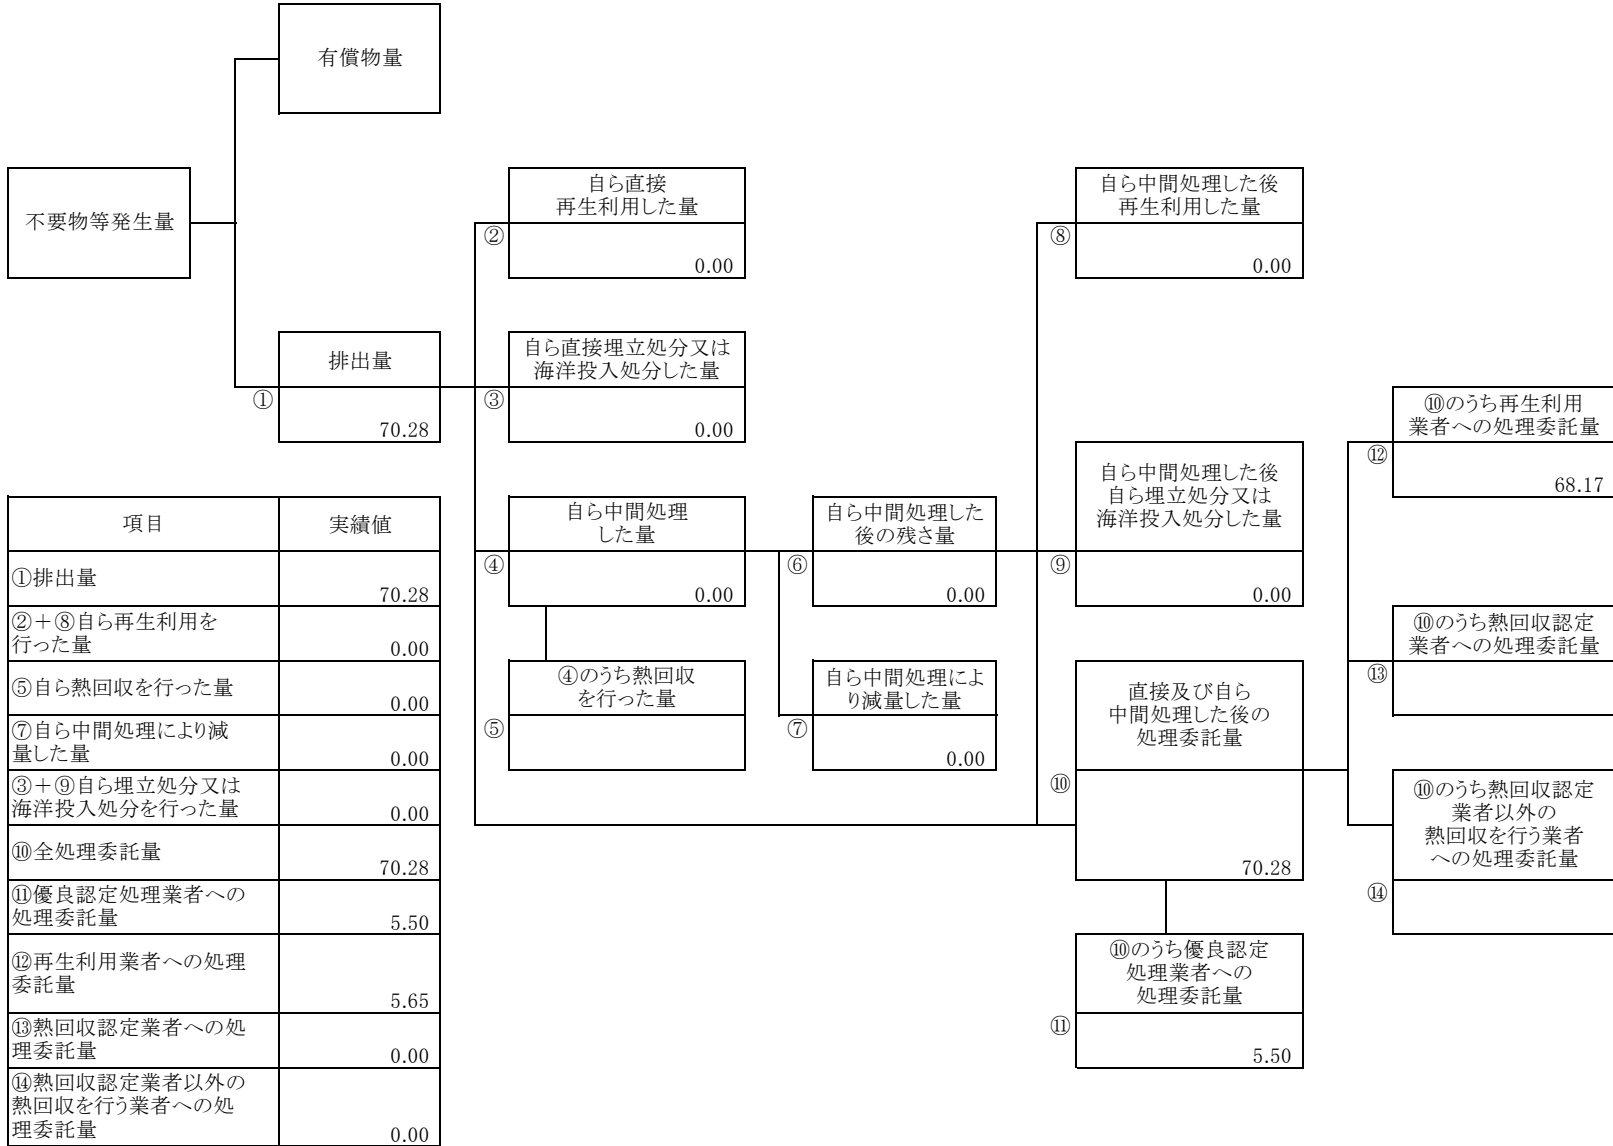 有償物量
不要物等発生量
排出量
①
70.28
自ら直接
再生利用した量
②
0.00
自ら直接埋立処分又は
海洋投入処分した量
③
0.00
自ら中間処理
した量
④
0.00
④のうち熱回収
を行った量
⑤
自ら中間処理した
後の残さ量
⑥
0.00
自ら中間処理によ
り減量した量
⑦
0.00
自ら中間処理した後
再生利用した量
⑧
0.00
自ら中間処理した後
自ら埋立処分又は
海洋投入処分した量
⑨
0.00
直接及び自ら
中間処理した後の
処理委託量
⑩
70.28
⑩のうち優良認定
処理業者への
処理委託量
⑪
5.50
⑩のうち再生利用
業者への処理委託量
⑫
68.17
⑩のうち熱回収認定
業者への処理委託量
⑬
⑩のうち熱回収認定
業者以外の
熱回収を行う業者
への処理委託量
⑭
項目 実績値
①排出量
70.28
②+⑧自ら再生利用を
行った量
0.00
⑤自ら熱回収を行った量
0.00
⑦自ら中間処理により減
量した量
0.00
③+⑨自ら埋立処分又は
海洋投入処分を行った量
0.00
⑩全処理委託量
70.28
⑪優良認定処理業者への
処理委託量
5.50
⑫再生利用業者への処理
委託量
5.65
⑬熱回収認定業者への処
理委託量
0.00
⑭熱回収認定業者以外の
熱回収を行う業者への処
理委託量
0.00